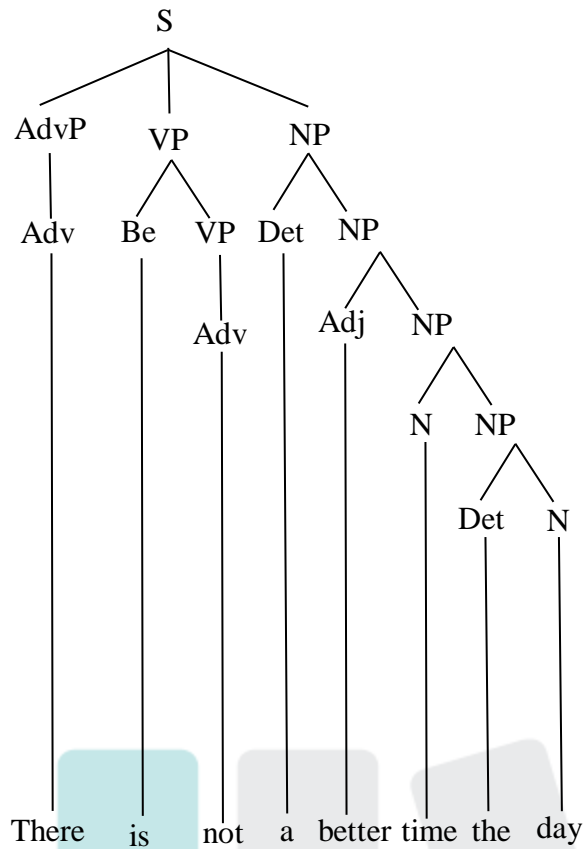 S
AdvP VP NP
Adv Be VP Det NP
Adv Adj NP
N NP
Det N
There is not a better time the day